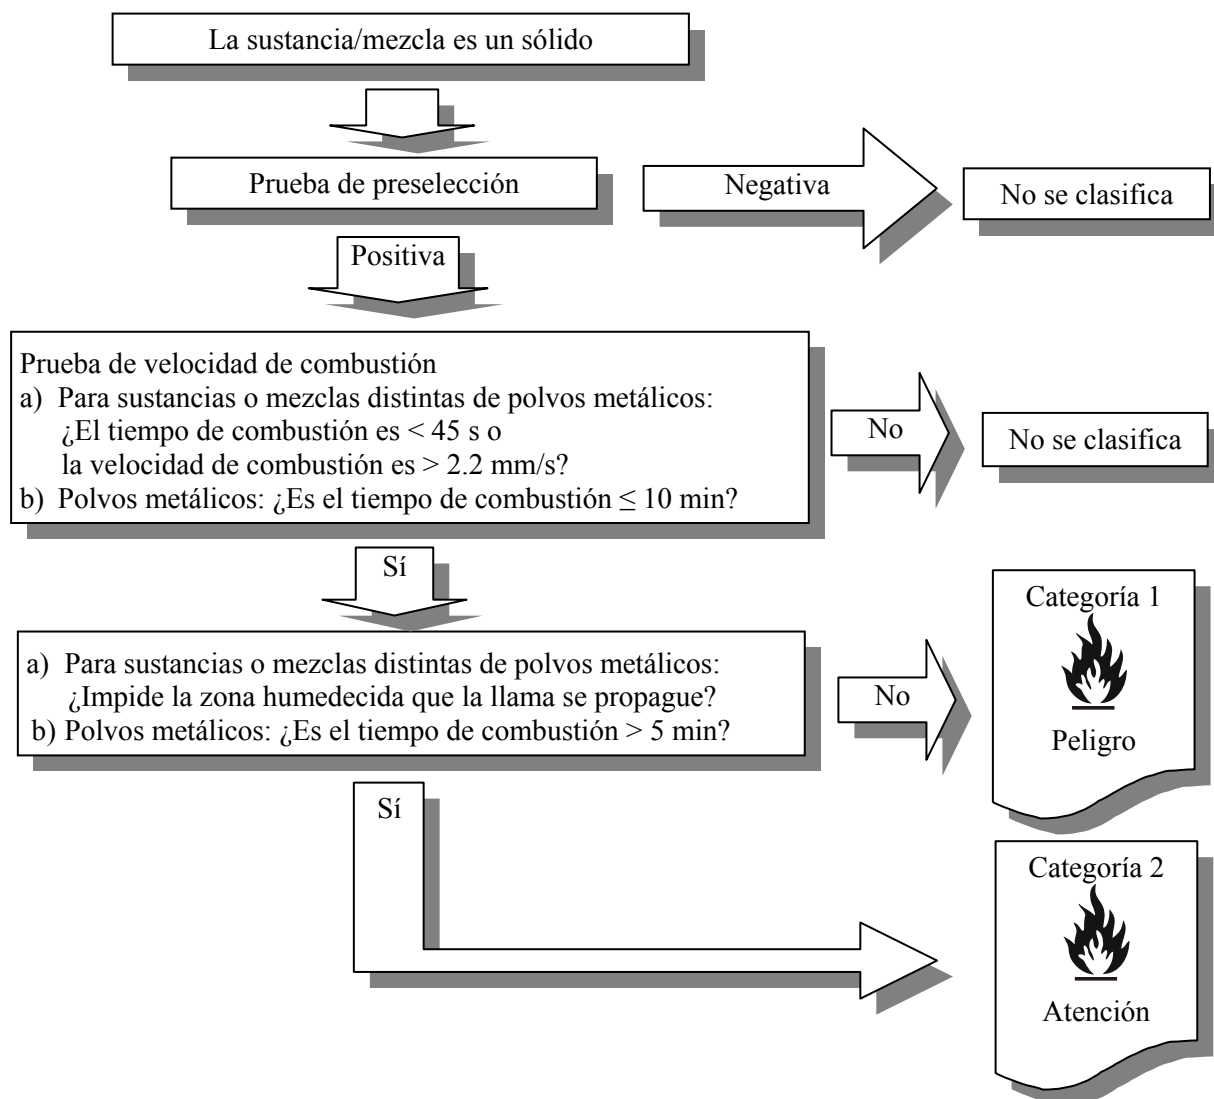 La sustancia/mezcla es un sólido
Prueba de preselección
Negativa
No se clasifica
Positiva
Prueba de velocidad de combustión
a) Para sustancias o mezclas distintas de polvos metálicos:
¿El tiempo de combustión es < 45 s o
la velocidad de combustión es > 2.2 mm/s?
b) Polvos metálicos: ¿Es el tiempo de combustión ≤ 10 min?
No
No se clasifica
Sí
a) Para sustancias o mezclas distintas de polvos metálicos:
¿Impide la zona humedecida que la llama se propague?
b) Polvos metálicos: ¿Es el tiempo de combustión > 5 min?
No
Categoría 1
Peligro
Sí
Categoría 2
Atención